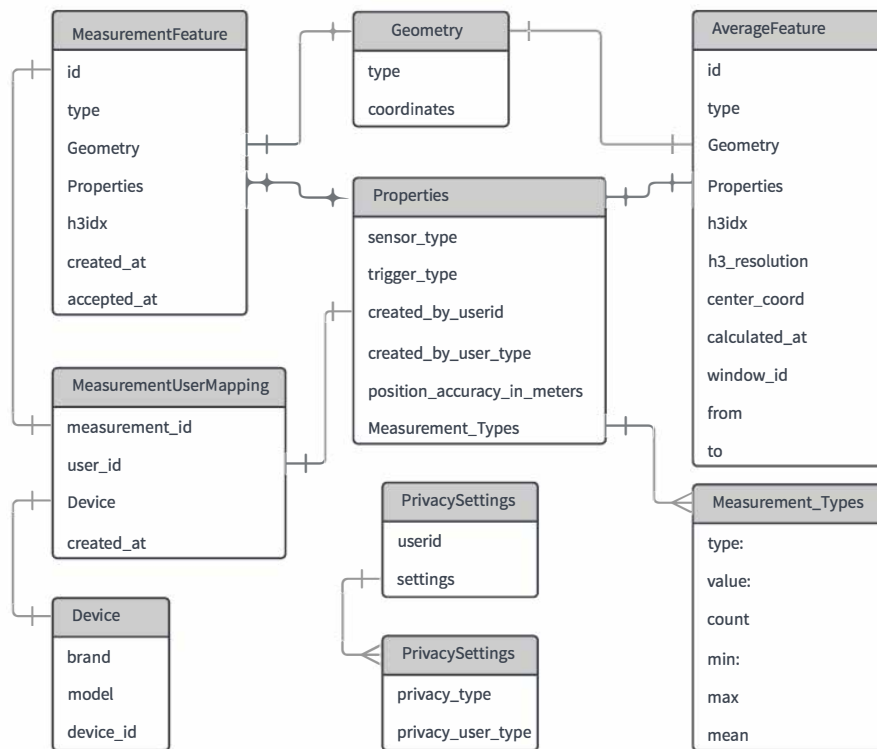 MeasurementFeature
id
type
Geometry
Properties
h3idx
created_at
accepted_at
Geometry
type
coordinates
AverageFeature
id
type
Geometry
Properties
h3idx
h3_resolution
center_coord
calculated_at
window_id
from
to
Properties
sensor_type
trigger_type
created_by_userid
created_by_user_type
position_accuracy_in_meters
Measurement_Types
MeasurementUserMapping
measurement_id
user_id
Device
created_at
PrivacySettings
userid
settings
Measurement_Types
type:
value:
count
min:
max
mean
Device
brand
model
device_id
PrivacySettings
privacy_type
privacy_user_type